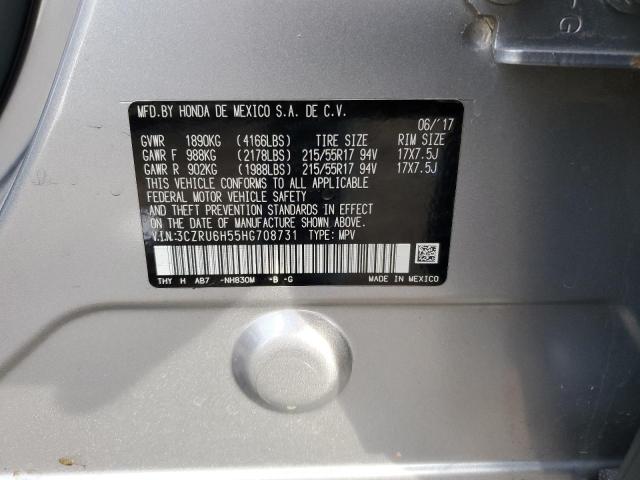 MFD.BY HONDA DE MEXICO S.A. DE C.V.
06/'17
GVWR 1890KG (4166LBS) TIRE SIZE RIM SIZE
GAWR F 988KG (2178LBS) 215/55R17 94V 17X7.5J
GAWR R 902KG (1988LBS) 215/55R17 94V 17X7.5J
THIS VEHICLE CONFORMS TO ALL APPLICABLE
FEDERAL MOTOR VEHICLE SAFETY
AND THEFT PREVENTION STANDARDS IN EFFECT
ON THE DATE OF MANUFACTURE SHOWN ABOVE.
V.I.N:3CZRU6H55HG708731 TYPE: MPV
THY H AB7 -NH830M -B -G
MADE IN MEXICO
G